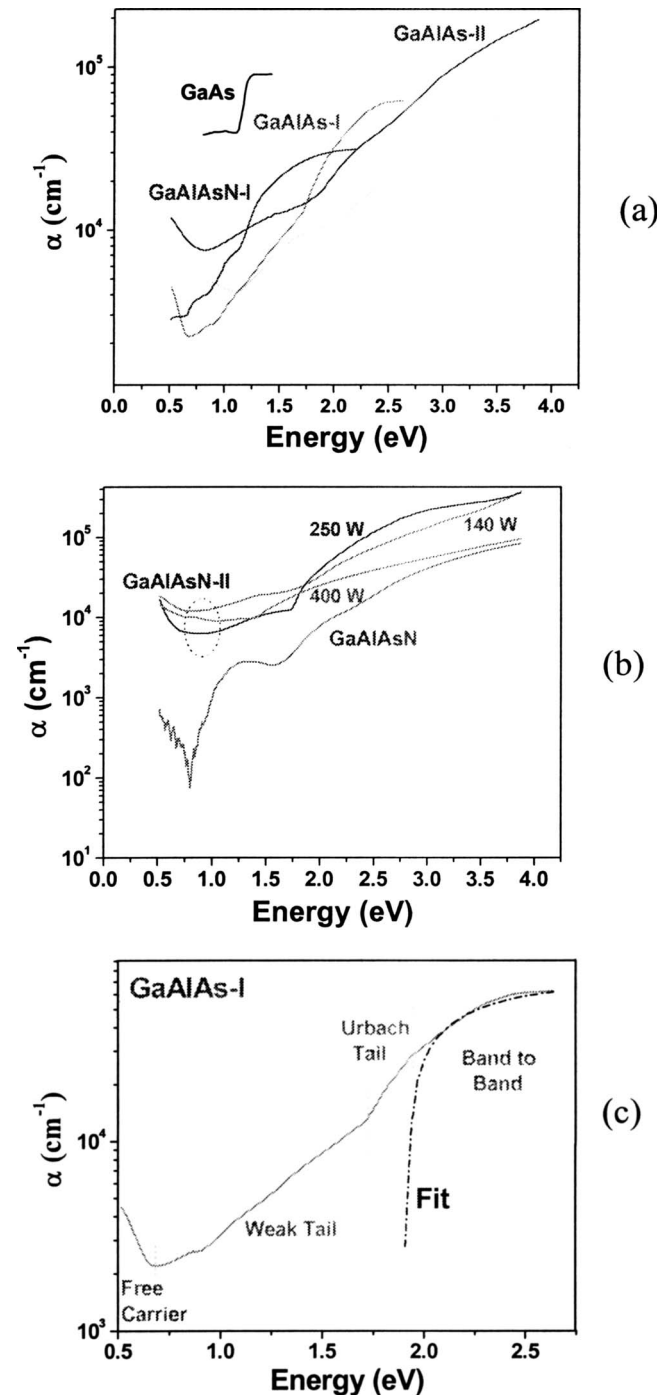 GaAlAs-II
10^5
GaAs
GaAlAs-I
GaAlAsN-I
α (cm^-1)
10^4
(a)
0.0 0.5 1.0 1.5 2.0 2.5 3.0 3.5 4.0
Energy (eV)
250 W
140 W
10^5
GaAlAsN-II
10^4
400 W
GaAlAsN
α (cm^-1)
10^3
(b)
10^2
10^1
0.0 0.5 1.0 1.5 2.0 2.5 3.0 3.5 4.0
Energy (eV)
GaAlAs-I
Urbach
Tail
Band to
Band
α (cm^-1)
(c)
10^4
Fit
Weak Tail
Free
Carrier
10^3
0.5 1.0 1.5 2.0 2.5
Energy (eV)